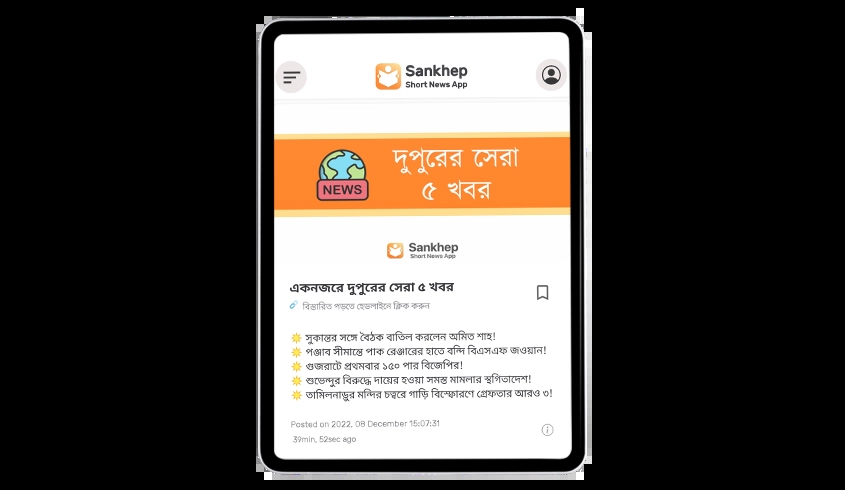 Sankhep
Short News App
দুপুরের সেরা
৫ খবর
NEWS
Sankhep
Short News App
একনজরে দুপুরের সেরা ৫ খবর
বিস্তারিত পড়তে হেডলাইনে ক্লিক করুন
সুকান্তর সঙ্গে বৈঠক বাতিল করলেন অমিত শাহ!
পঞ্জাব সীমান্তে পাক রেঞ্জারের হাতে বন্দি বিএসএফ জওয়ান!
গুজরাটে প্রথমবার ১৫০ পার বিজেপির!
শুভেন্দুর বিরুদ্ধে দায়ের হওয়া সমস্ত মামলার স্থগিতাদেশ!
তামিলনাড়ুর মন্দির চত্বরে গাড়ি বিস্ফোরণে গ্রেফতার আরও ৩!
Posted on 2022, 08 December 15:07:31
39min, 52sec ago